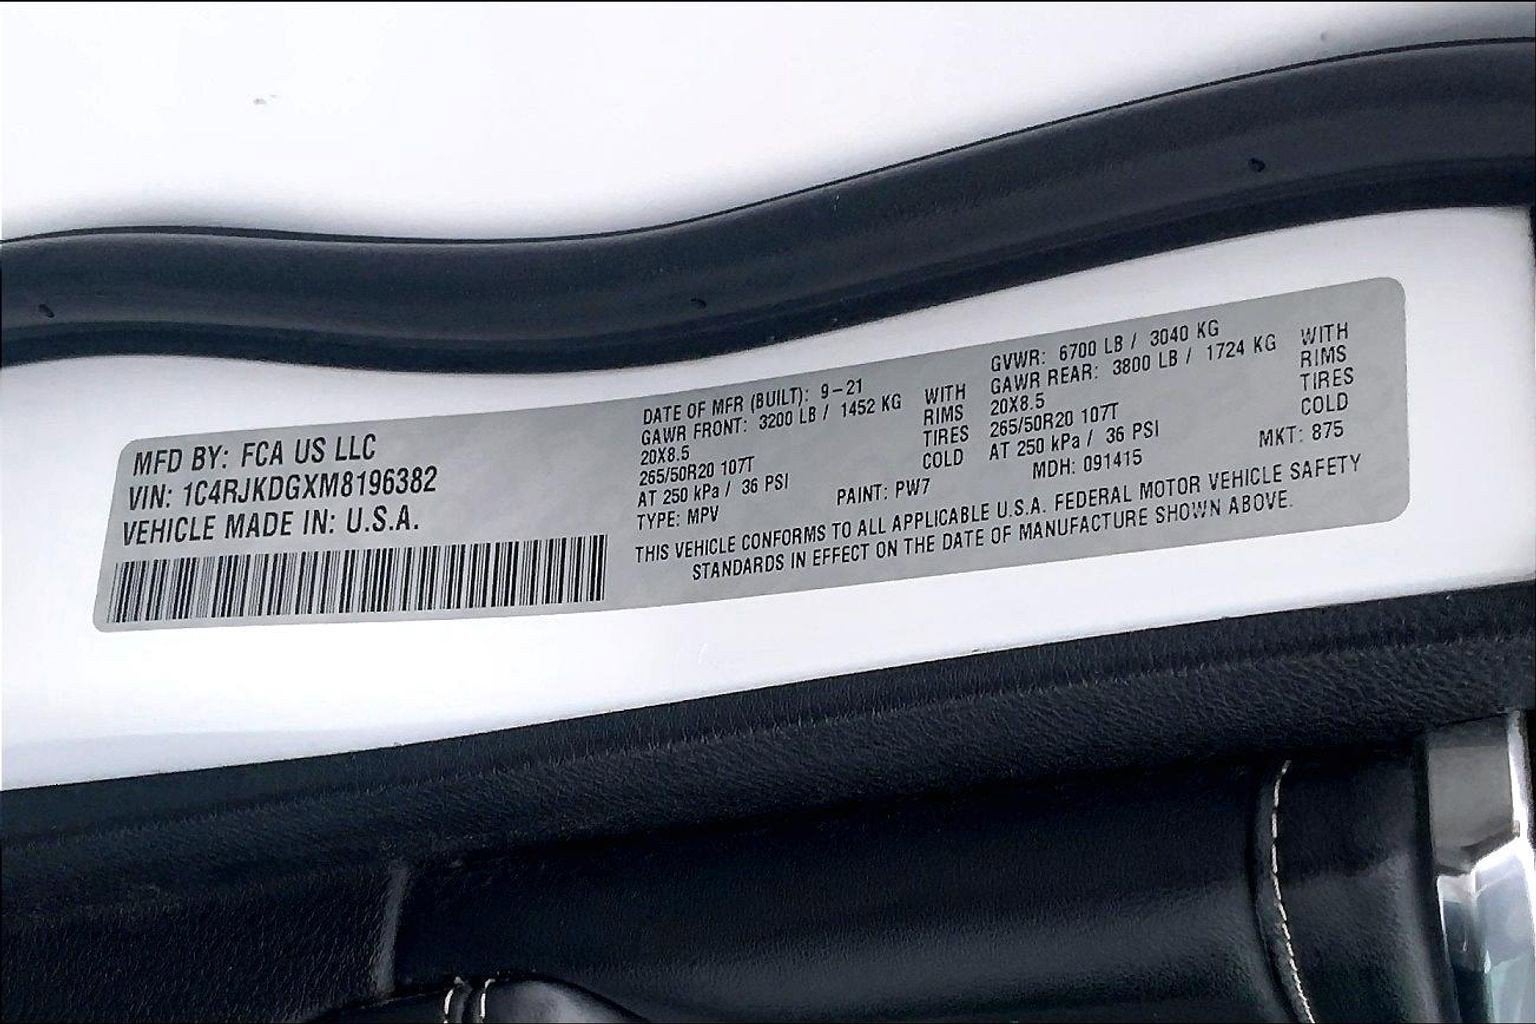 MFD BY: FCA US LLC
VIN: 1C4RJKDGXM8196382
VEHICLE MADE IN: U.S.A.
DATE OF MFR (BUILT): 9-21
GAWR FRONT: 3200 LB / 1452 KG WITH
20X8.5 RIMS
265/50R20 107T TIRES
AT 250 kPa / 36 PSI COLD
TYPE: MPV PAINT: PW7
GVWR: 6700 LB / 3040 KG
GAWR REAR: 3800 LB / 1724 KG WITH
20X8.5 RIMS
265/50R20 107T TIRES
AT 250 kPa / 36 PSI COLD
MDH: 091415 MKT: 875
THIS VEHICLE CONFORMS TO ALL APPLICABLE U.S.A. FEDERAL MOTOR VEHICLE SAFETY
STANDARDS IN EFFECT ON THE DATE OF MANUFACTURE SHOWN ABOVE.